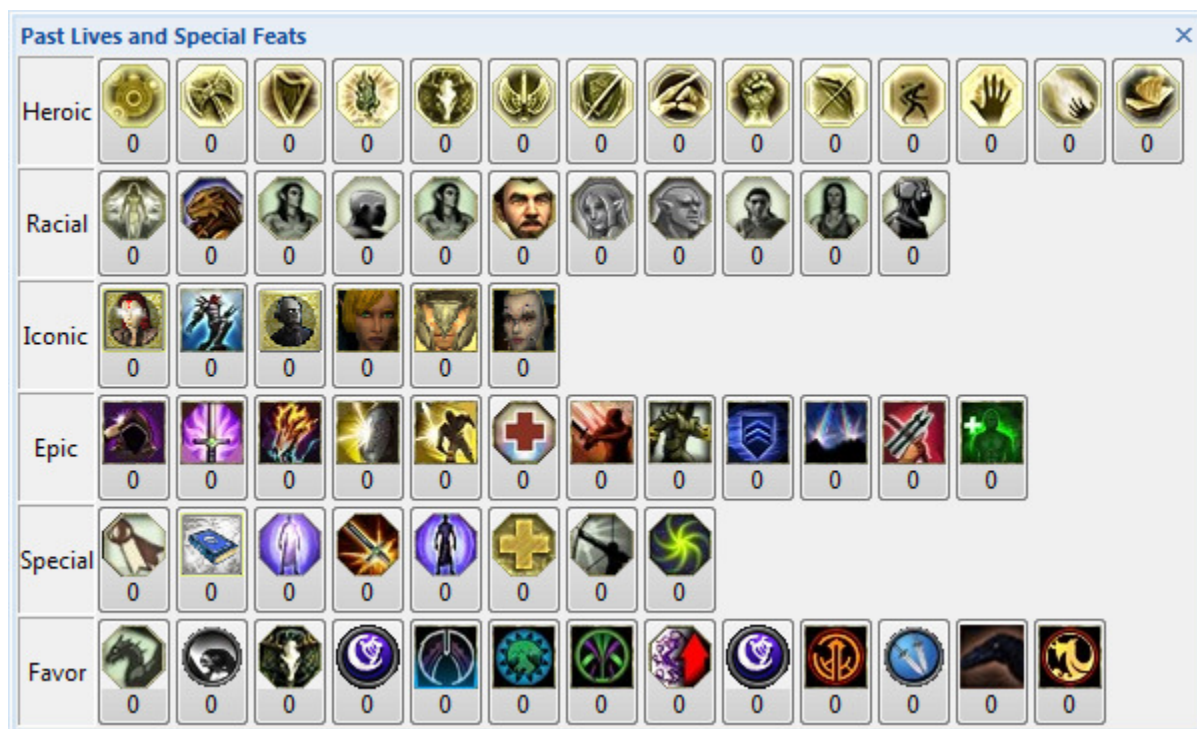 Past Lives and Special Feats
Heroic
0 0 0 0 0 0 0 0 0 0 0 0 0 0
Racial
0 0 0 0 0 0 0 0 0 0 0
Iconic
0 0 0 0 0 0
Epic
0 0 0 0 0 0 0 0 0 0 0 0
Special
0 0 0 0 0 0 0 0
Favor
0 0 0 0 0 0 0 0 0 0 0 0 0